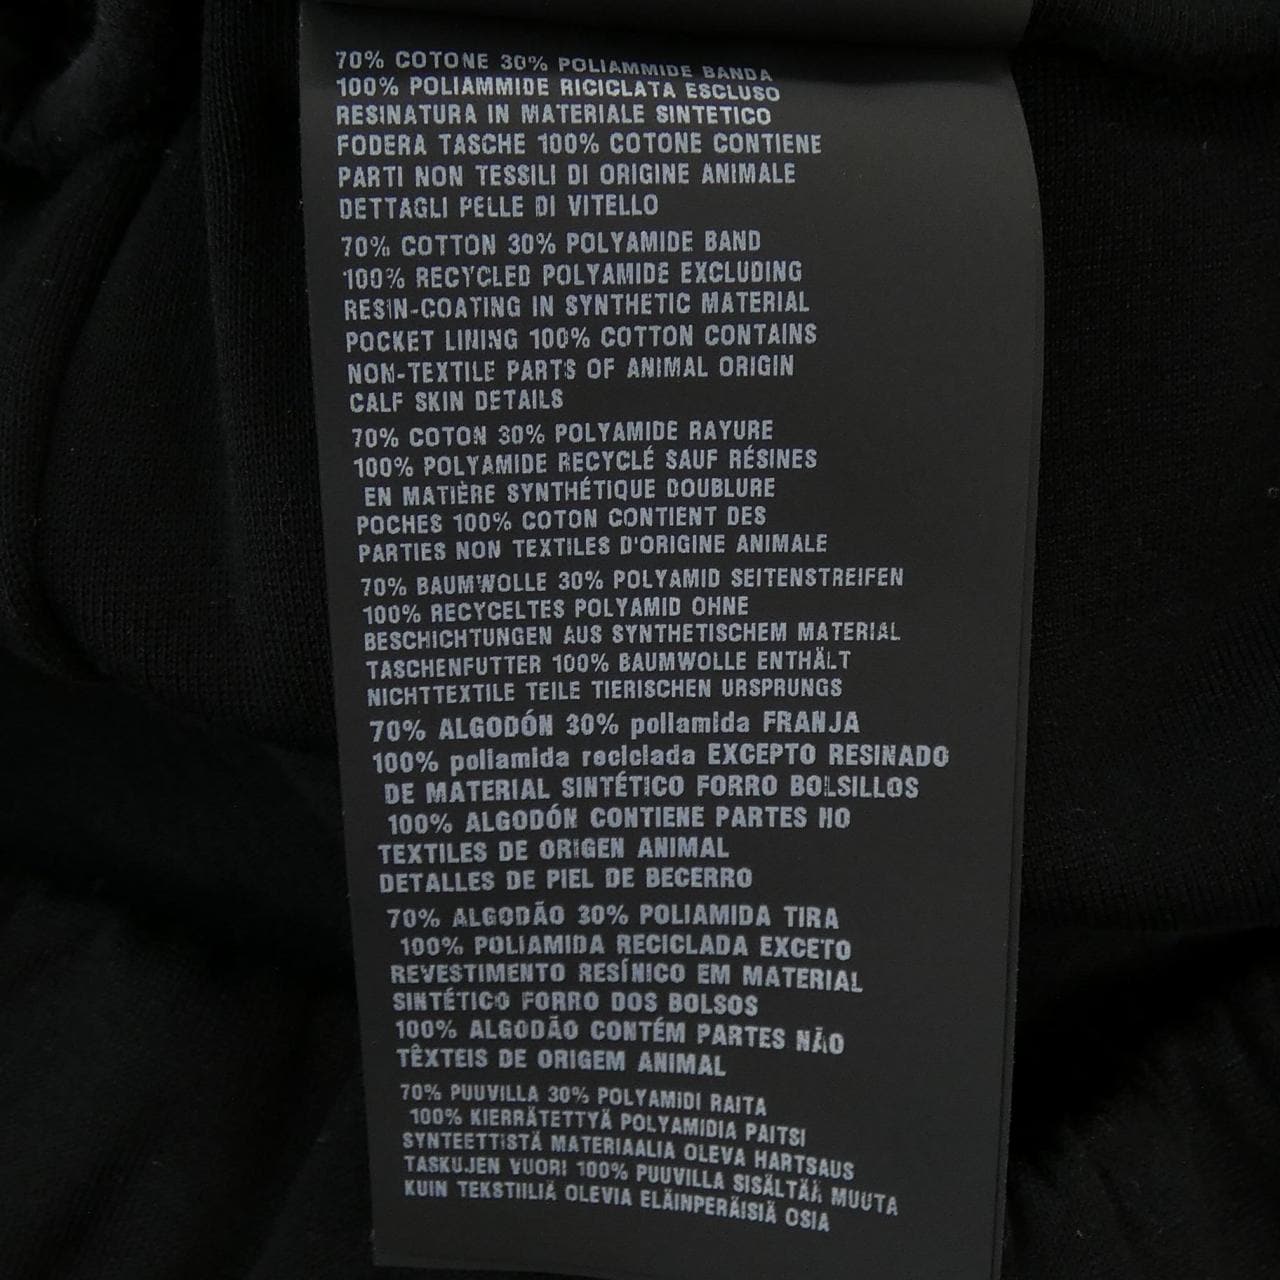 70% COTONE 30% POLIAMMIDE BANDA
100% POLIAMMIDE RICICLATA ESCLUSO
RESINATURA IN MATERIALE SINTETICO
FODERA TASCHE 100% COTONE CONTIENE
PARTI NON TESSILI DI ORIGINE ANIMALE
DETTAGLI PELLE DI VITELLO
70% COTTON 30% POLYAMIDE BAND
100% RECYCLED POLYAMIDE EXCLUDING
RESIN-COATING IN SYNTHETIC MATERIAL
POCKET LINING 100% COTTON CONTAINS
NON-TEXTILE PARTS OF ANIMAL ORIGIN
CALF SKIN DETAILS
70% COTON 30% POLYAMIDE RAYURE
100% POLYAMIDE RECYCLÉ SAUF RÉSINES
EN MATIÈRE SYNTHÉTIQUE DOUBLURE
POCHES 100% COTON CONTIENT DES
PARTIES NON TEXTILES D'ORIGINE ANIMALE
70% BAUMWOLLE 30% POLYAMID SEITENSTREIFEN
100% RECYCELTES POLYAMID OHNE
BESCHICHTUNGEN AUS SYNTHETISCHEM MATERIAL
TASCHENFUTTER 100% BAUMWOLLE ENTHÄLT
NICHTTEXTILE TEILE TIERISCHEN URSPRUNGS
70% ALGODÓN 30% poliamida FRANJA
100% poliamida reciclada EXCEPTO RESINADO
DE MATERIAL SINTÉTICO FORRO BOLSILLOS
100% ALGODÓN CONTIENE PARTES NO
TEXTILES DE ORIGEN ANIMAL
DETALLES DE PIEL DE BECERRO
70% ALGODÃO 30% POLIAMIDA TIRA
100% POLIAMIDA RECICLADA EXCETO
REVESTIMENTO RESÍNICO EM MATERIAL
SINTÉTICO FORRO DOS BOLSOS
100% ALGODÃO CONTÉM PARTES NÃO
TÊXTEIS DE ORIGEM ANIMAL
70% PUUVILLA 30% POLYAMIDI RAITA
100% KIERRÄTETTYÄ POLYAMIDIA PAITSI
SYNTEETTISTÄ MATERIAALIA OLEVA HARTSAUS
TASKUJEN VUORI 100% PUUVILLA SISÄLTÄÄ MUUTA
KUIN TEKSTIILIÄ OLEVIA ELÄINPERÄISIÄ OSIA